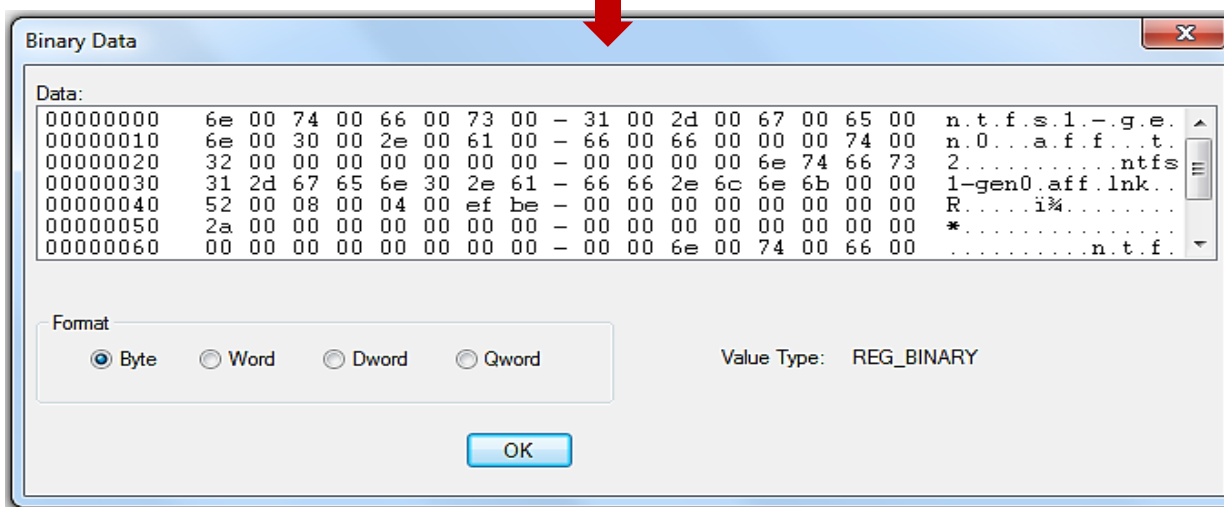 Binary Data
Data:
00000000 6e 00 74 00 66 00 73 00 – 31 00 2d 00 67 00 65 00 n.t.f.s.1.-.g.e.
00000010 6e 00 30 00 2e 00 61 00 – 66 00 66 00 00 00 74 00 n.0...a.f.f...t.
00000020 32 00 00 00 00 00 00 00 – 00 00 00 00 6e 74 66 73 2...........ntfs
00000030 31 2d 67 65 6e 30 2e 61 – 66 66 2e 6c 6e 6b 00 00 1-gen0.aff.lnk..
00000040 52 00 08 00 04 00 ef be – 00 00 00 00 00 00 00 00 R.....ï¾........
00000050 2a 00 00 00 00 00 00 00 – 00 00 00 00 00 00 00 00 *...............
00000060 00 00 00 00 00 00 00 00 – 00 00 6e 00 74 00 66 00 ..........n.t.f.
Format
Byte Word Dword Qword Value Type: REG_BINARY
OK